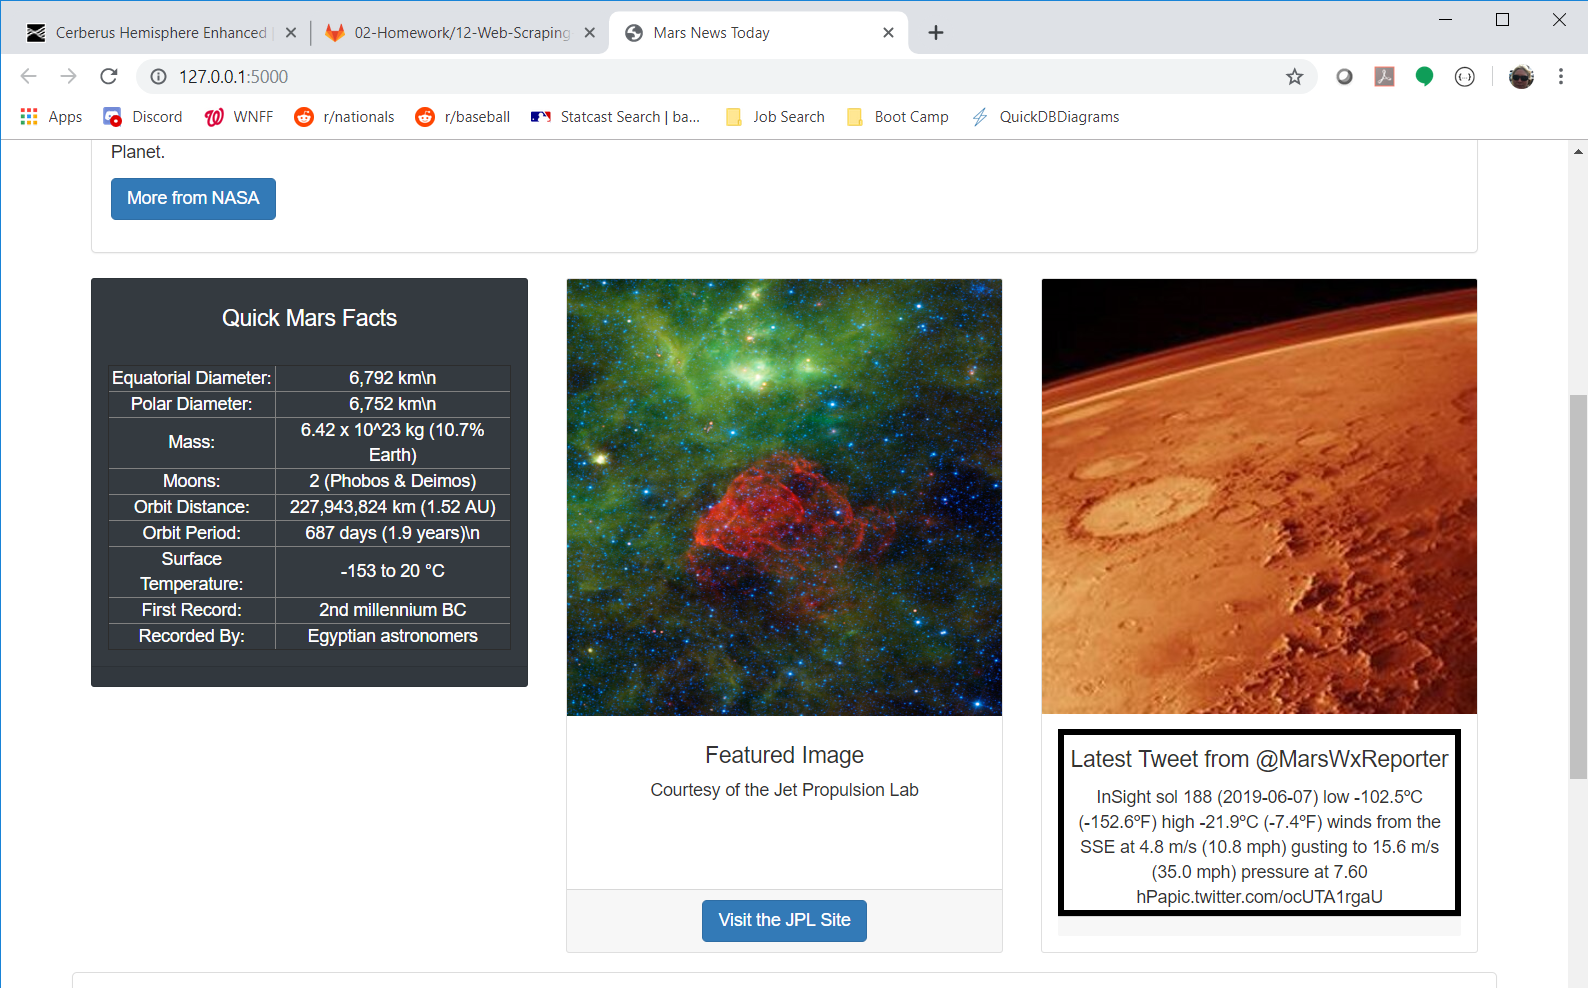 Cerberus Hemisphere Enhanced |
02-Homework/12-Web-Scraping
Mars News Today
127.0.0.1:5000
Apps
Discord
WNFF
r/nationals
r/baseball
Statcast Search | ba...
Job Search
Boot Camp
QuickDBDiagrams
Planet.
More from NASA
Quick Mars Facts
Equatorial Diameter: 6,792 km\n
Polar Diameter: 6,752 km\n
Mass: 6.42 x 10^23 kg (10.7%
Earth)
Moons: 2 (Phobos & Deimos)
Orbit Distance: 227,943,824 km (1.52 AU)
Orbit Period: 687 days (1.9 years)\n
Surface
Temperature: -153 to 20 °C
First Record: 2nd millennium BC
Recorded By: Egyptian astronomers
Featured Image
Courtesy of the Jet Propulsion Lab
Visit the JPL Site
Latest Tweet from @MarsWxReporter
InSight sol 188 (2019-06-07) low -102.5ºC
(-152.6ºF) high -21.9ºC (-7.4ºF) winds from the
SSE at 4.8 m/s (10.8 mph) gusting to 15.6 m/s
(35.0 mph) pressure at 7.60
hPapic.twitter.com/ocUTA1rgaU